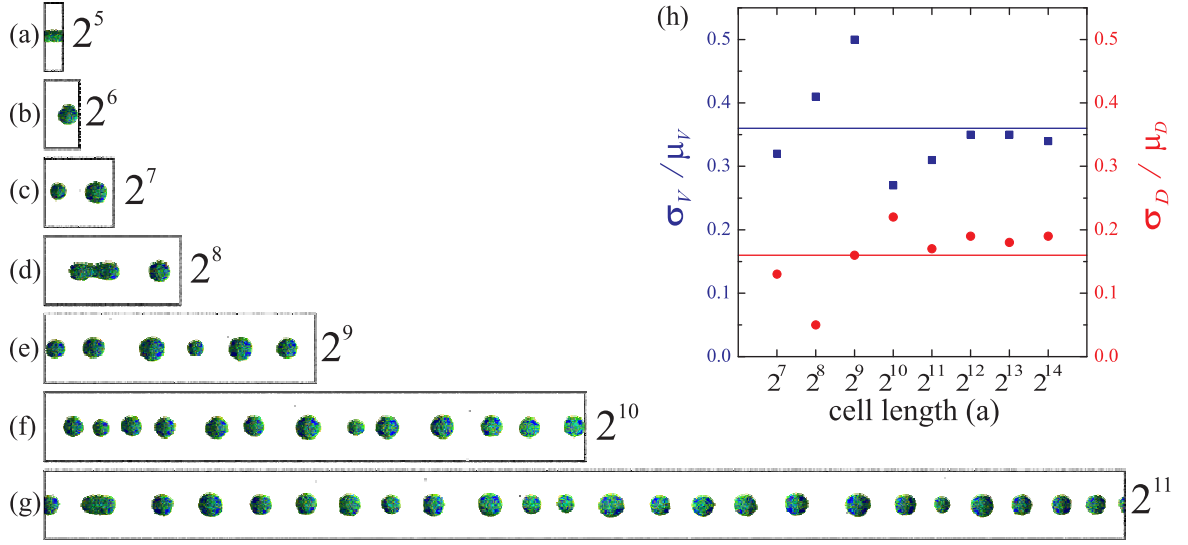 (a) 2^5
(b) 2^6
(c) 2^7
(d) 2^8
(e) 2^9
(f) 2^10
(g) 2^11
(h)
0.5 0.5
0.4 0.4
0.3 0.3
0.2 0.2
0.1 0.1
0.0 0.0
σ_V / μ_V
σ_D / μ_D
2^7 2^8 2^9 2^10 2^11 2^12 2^13 2^14
cell length (a)